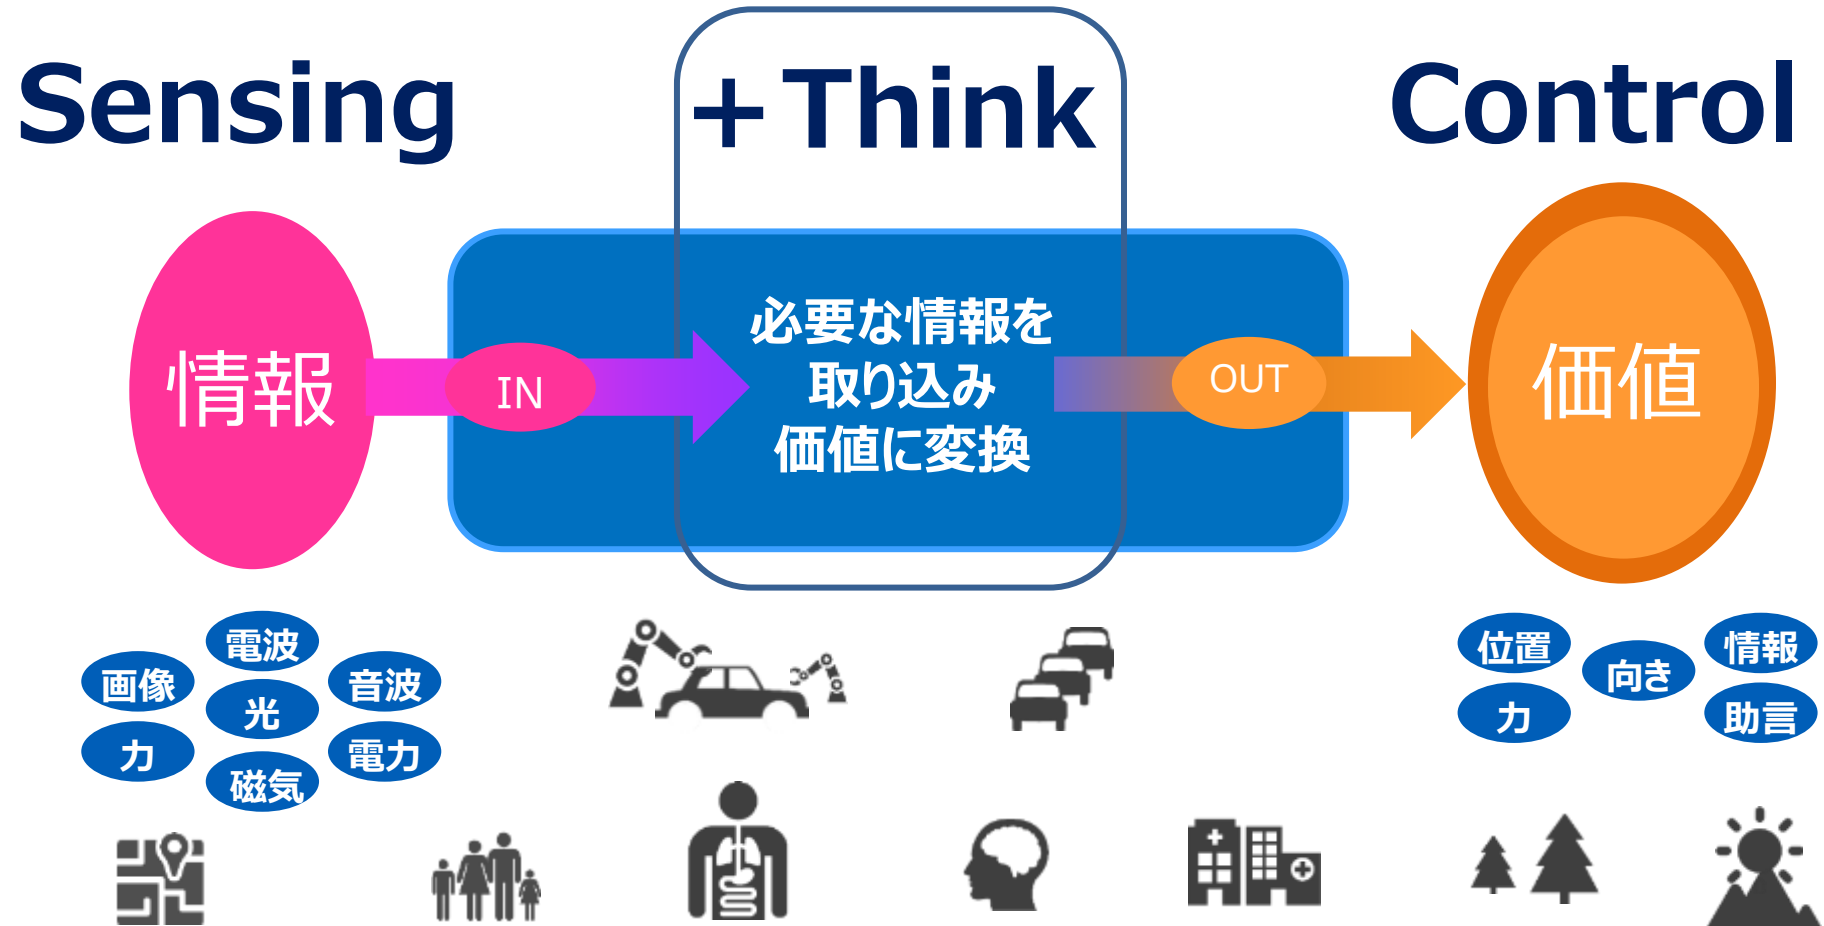 Sensing
+Think
Control
情報
IN
必要な情報を
取り込み
価値に変換
OUT
価値
電波
画像
音波
光
力
電力
磁気
位置
向き
情報
力
助言